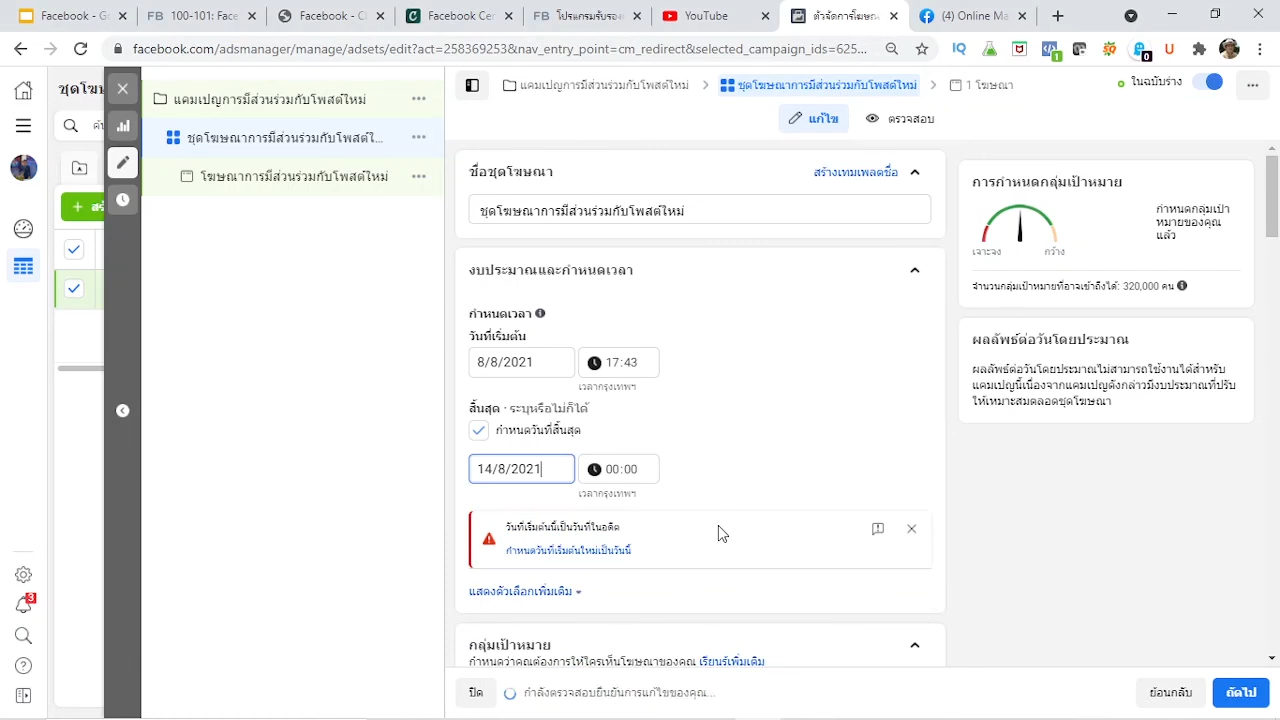 Facebook - G
FB 100-101: Face
Facebook - C
Facebook Cer
FB โปรแกรมรับรอง
YouTube
ตัวจัดการโฆษณ
(4) Online Ma
facebook.com/adsmanager/manage/adsets/edit?act=258369253&nav_entry_point=cm_redirect&selected_campaign_ids=625...
ชุดโฆ
แคมเปญการมีส่วนร่วมกับโพสต์ใหม่
ชุดโฆษณาการมีส่วนร่วมกับโพสต์ใ...
โฆษณาการมีส่วนร่วมกับโพสต์ใหม่
แคมเปญการมีส่วนร่วมกับโพสต์ใหม่
ชุดโฆษณาการมีส่วนร่วมกับโพสต์ใหม่
1 โฆษณา
ในฉบับร่าง
แก้ไข
ตรวจสอบ
ชื่อชุดโฆษณา
สร้างเทมเพลตชื่อ
ชุดโฆษณาการมีส่วนร่วมกับโพสต์ใหม่
งบประมาณและกำหนดเวลา
กำหนดเวลา
วันที่เริ่มต้น
8/8/2021
17:43
เวลากรุงเทพฯ
สิ้นสุด · ระบุหรือไม่ก็ได้
กำหนดวันที่สิ้นสุด
14/8/2021
00:00
เวลากรุงเทพฯ
วันที่เริ่มต้นนี้เป็นวันที่ในอดีต
กำหนดวันที่เริ่มต้นใหม่เป็นวันนี้
แสดงตัวเลือกเพิ่มเติม
กลุ่มเป้าหมาย
กำหนดว่าคุณต้องการให้ใครเห็นโฆษณาของคุณ เรียนรู้เพิ่มเติม
การกำหนดกลุ่มเป้าหมาย
เจาะจง
กว้าง
กำหนดกลุ่มเป้า
หมายของคุณ
แล้ว
จำนวนกลุ่มเป้าหมายที่อาจเข้าถึงได้: 320,000 คน
ผลลัพธ์ต่อวันโดยประมาณ
ผลลัพธ์ต่อวันโดยประมาณไม่สามารถใช้งานได้สำหรับ
แคมเปญนี้เนื่องจากแคมเปญดังกล่าวมีงบประมาณที่ปรับ
ให้เหมาะสมตลอดชุดโฆษณา
3
ปิด
กำลังตรวจสอบยืนยันการแก้ไขของคุณ...
ย้อนกลับ
ถัดไป